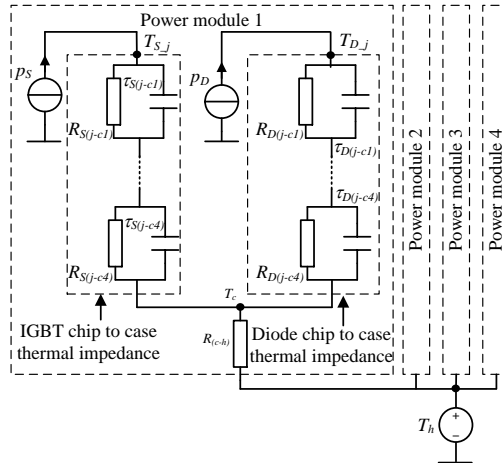 Power module 1
T_S_j
T_D_j
p_S
τ_S(j-c1)
p_D
R_S(j-c1)
R_D(j-c1)
τ_D(j-c1)
τ_D(j-c4)
τ_S(j-c4)
R_S(j-c4)
R_D(j-c4)
T_c
IGBT chip to case
thermal impedance
R_(c-h)
Diode chip to case
thermal impedance
Power module 2
Power module 3
Power module 4
T_h
+
−